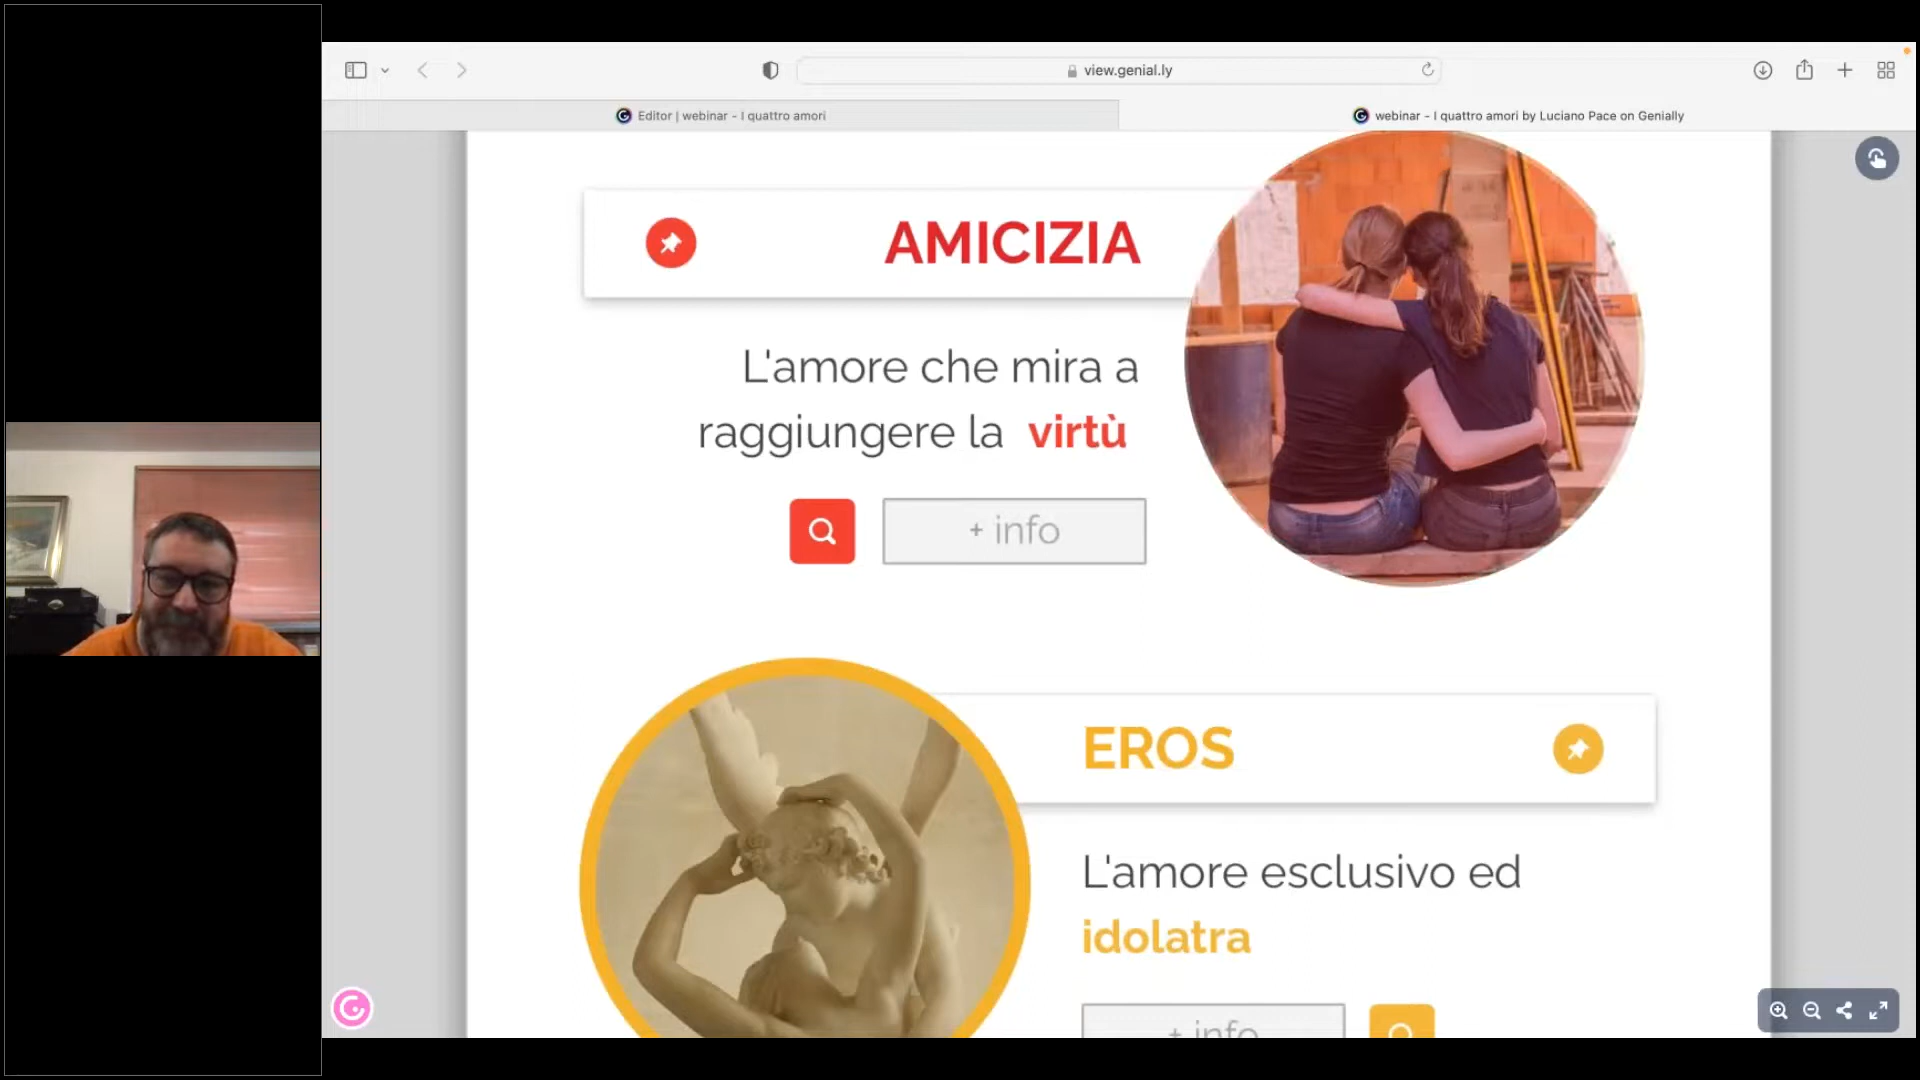 view.genial.ly
Editor | webinar - I quattro amori
webinar - I quattro amori by Luciano Pace on Genially
AMICIZIA
L'amore che mira a
raggiungere la virtù
+ info
EROS
L'amore esclusivo ed
idolatra
+ info